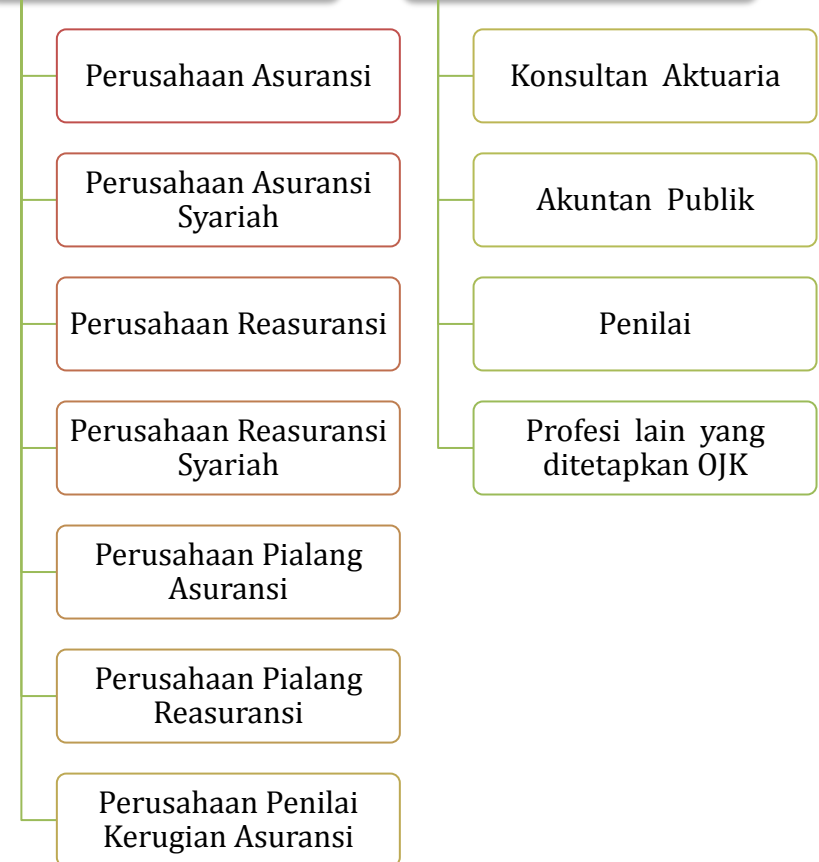 Perusahaan Asuransi
Perusahaan Asuransi
Syariah
Perusahaan Reasuransi
Perusahaan Reasuransi
Syariah
Perusahaan Pialang
Asuransi
Perusahaan Pialang
Reasuransi
Perusahaan Penilai
Kerugian Asuransi
Konsultan Aktuaria
Akuntan Publik
Penilai
Profesi lain yang
ditetapkan OJK